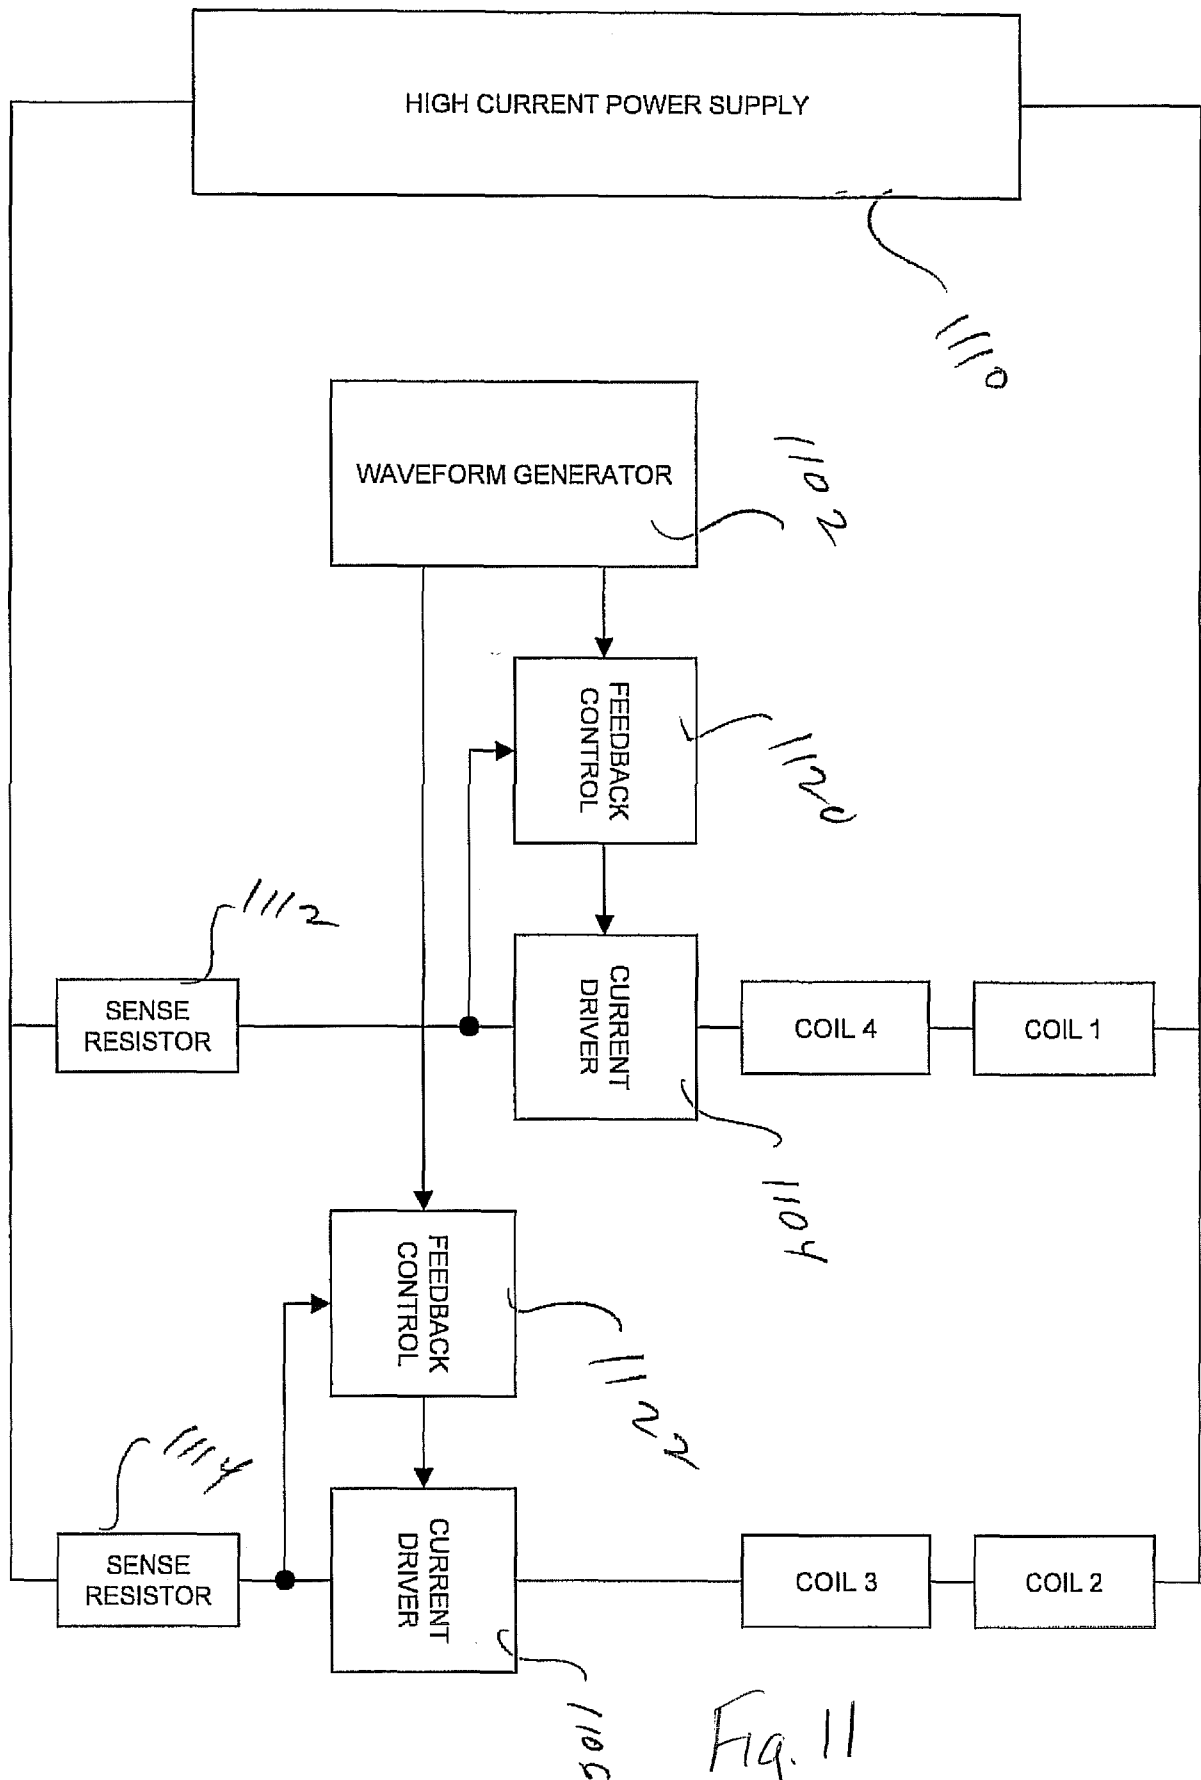 HIGH CURRENT POWER SUPPLY
1110
WAVEFORM GENERATOR
1102
FEEDBACK
CONTROL
1120
1112
SENSE
RESISTOR
CURRENT
DRIVER
COIL 4
COIL 1
1104
FEEDBACK
CONTROL
1122
1114
SENSE
RESISTOR
CURRENT
DRIVER
COIL 3
COIL 2
1106
Fig. 11